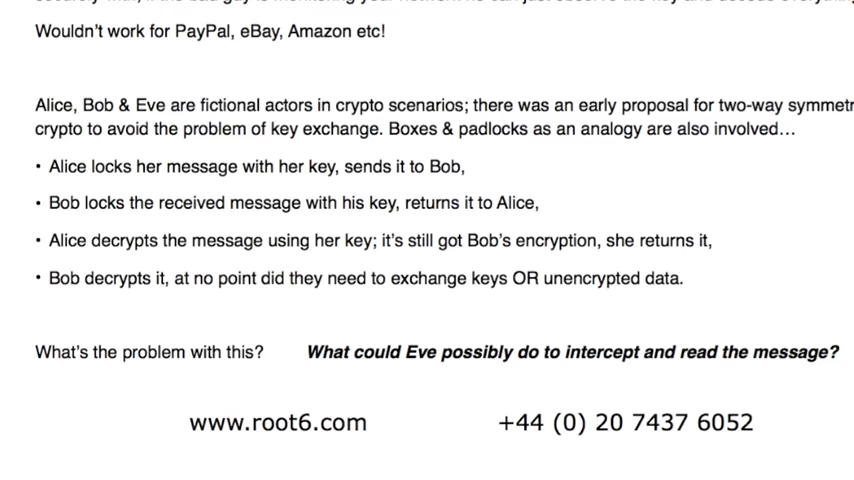 Wouldn't work for PayPal, eBay, Amazon etc!
Alice, Bob & Eve are fictional actors in crypto scenarios; there was an early proposal for two-way symmetr
crypto to avoid the problem of key exchange. Boxes & padlocks as an analogy are also involved…
• Alice locks her message with her key, sends it to Bob,
• Bob locks the received message with his key, returns it to Alice,
• Alice decrypts the message using her key; it's still got Bob's encryption, she returns it,
• Bob decrypts it, at no point did they need to exchange keys OR unencrypted data.
What's the problem with this? What could Eve possibly do to intercept and read the message?
www.root6.com +44 (0) 20 7437 6052